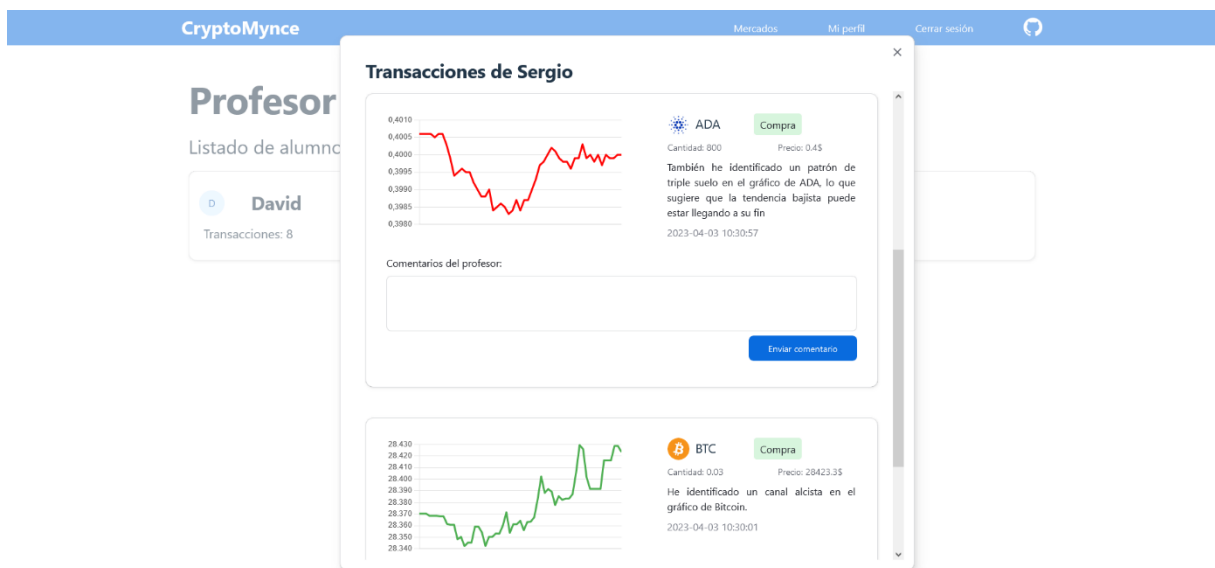 CryptoMynce
Mercados
Mi perfil
Cerrar sesión
Profesor
Listado de alumno
D
David
Transacciones: 8
×
Transacciones de Sergio
0,4010
0,4005
0,4000
0,3995
0,3990
0,3985
0,3980
ADA
Compra
Cantidad: 800
Precio: 0.4$
También he identificado un patrón de
triple suelo en el gráfico de ADA, lo que
sugiere que la tendencia bajista puede
estar llegando a su fin
2023-04-03 10:30:57
Comentarios del profesor:
Enviar comentario
28.430
28.420
28.410
28.400
28.390
28.380
28.370
28.360
28.350
28.340
BTC
Compra
Cantidad: 0.03
Precio: 28423.3$
He identificado un canal alcista en el
gráfico de Bitcoin.
2023-04-03 10:30:01